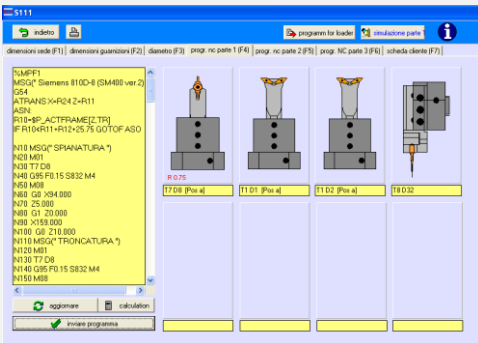 S111
indietro
programm for loader
simulazione parte 1
dimensioni sede (F1) dimensioni guarnizioni (F2) diametro (F3) progr. nc parte 1 (F4) progr. nc parte 2 (F5) progr. NC parte 3 (F6) scheda cliente (F7)
%MPF1
MSG(" Siemens 810D-8 (SM400 ver.2)
G54
ATRANS X=R24 Z=R11
ASN:
R10=$P_ACTFRAME[Z,TR]
IF R10<R11+R12+25.75 GOTOF ASO
N10 MSG(" SPIANATURA ")
N20 M01
N30 T7 D8
N40 G95 F0.15 S832 M4
N50 M08
N60 G0 X94.000
N70 Z5.000
N80 G1 Z0.000
N90 X159.000
N100 G0 Z10.000
N110 MSG(" TRONCATURA ")
N120 M01
N130 T7 D8
N140 G95 F0.15 S832 M4
N150 M08
R 0.75
T7 D8 [Pos a]
T1 D1 [Pos a]
T1 D2 [Pos a]
T8 D32
aggiornare
calculation
inviare programma